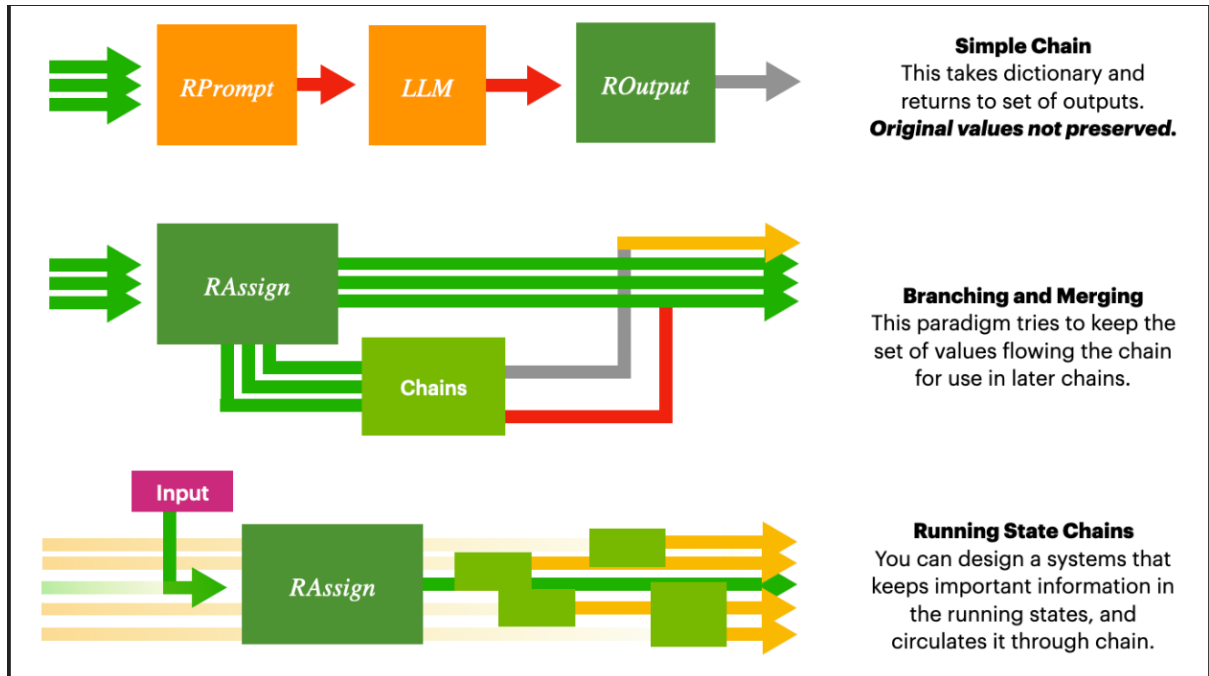 RPrompt
LLM
ROutput
Simple Chain
This takes dictionary and
returns to set of outputs.
Original values not preserved.
RAssign
Chains
Branching and Merging
This paradigm tries to keep the
set of values flowing the chain
for use in later chains.
Input
RAssign
Running State Chains
You can design a systems that
keeps important information in
the running states, and
circulates it through chain.